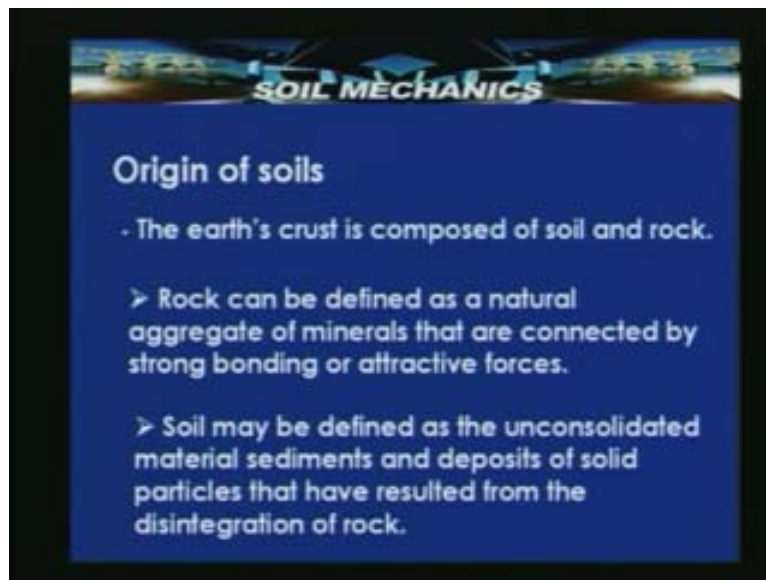 SOIL MECHANICS
Origin of soils
- The earth's crust is composed of soil and rock.
➢ Rock can be defined as a natural
aggregate of minerals that are connected by
strong bonding or attractive forces.
➢ Soil may be defined as the unconsolidated
material sediments and deposits of solid
particles that have resulted from the
disintegration of rock.